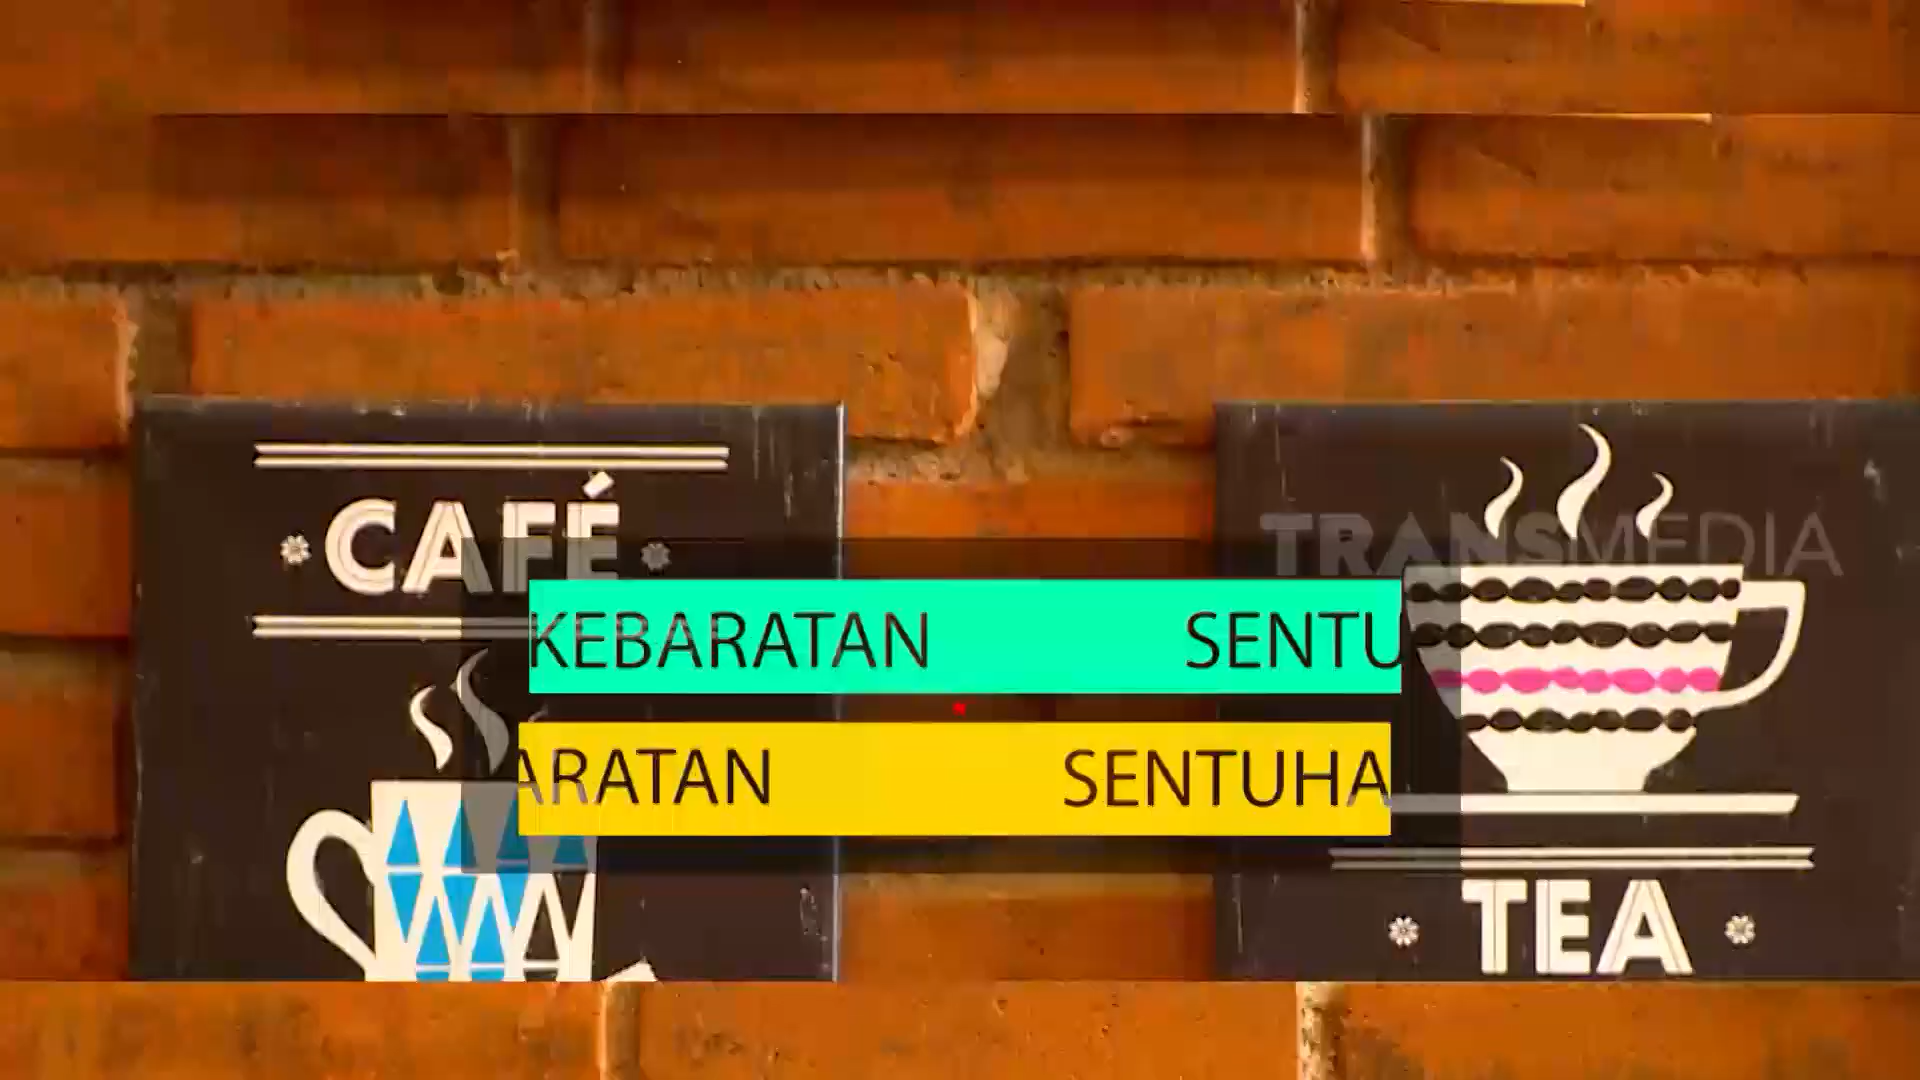 CAFÉ
TRANSMEDIA
KEBARATAN SENTU
ARATAN SENTUHA
TEA